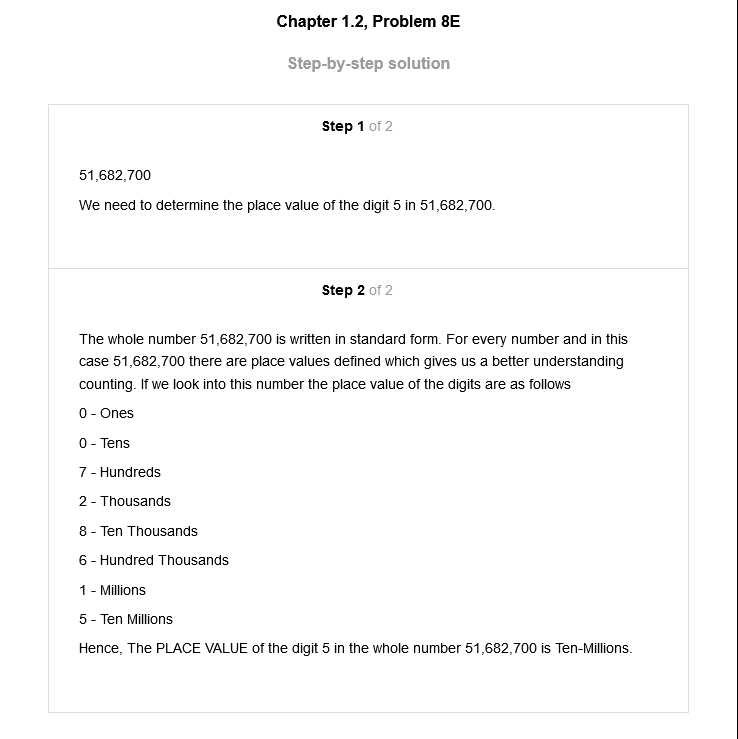 Chapter 1.2, Problem 8E
Step-by-step solution
Step 1 of 2
51,682,700
We need to determine the place value of the digit 5 in 51,682,700.
Step 2 of 2
The whole number 51,682,700 is written in standard form. For every number and in this
case 51,682,700 there are place values defined which gives us a better understanding
counting. If we look into this number the place value of the digits are as follows
0 - Ones
0 - Tens
7 - Hundreds
2 - Thousands
8 - Ten Thousands
6 - Hundred Thousands
1 - Millions
5 - Ten Millions
Hence, The PLACE VALUE of the digit 5 in the whole number 51,682,700 is Ten-Millions.